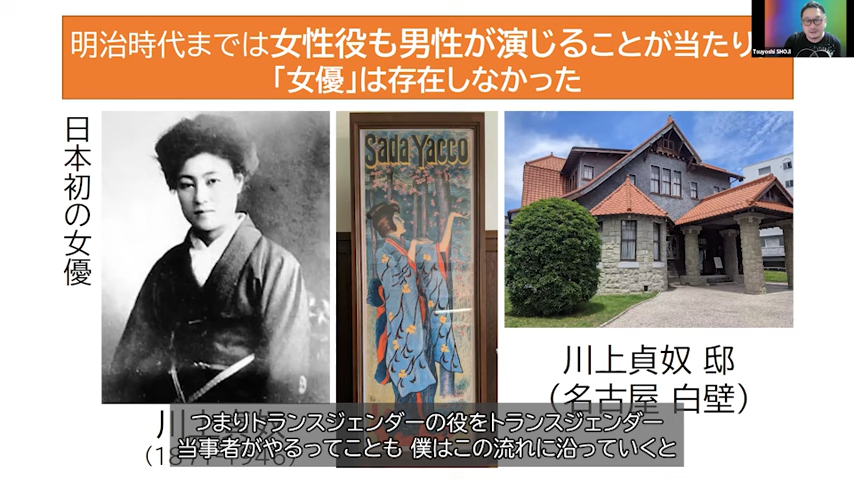 明治時代までは女性役も男性が演じることが当たり
「女優」は存在しなかった
Tsuyoshi SHOJI
日本初の女優
Sada Yacco
川上貞奴 邸
(名古屋 白壁)
川
つまりトランスジェンダーの役をトランスジェンダー
当事者がやるってことも 僕はこの流れに沿っていくと